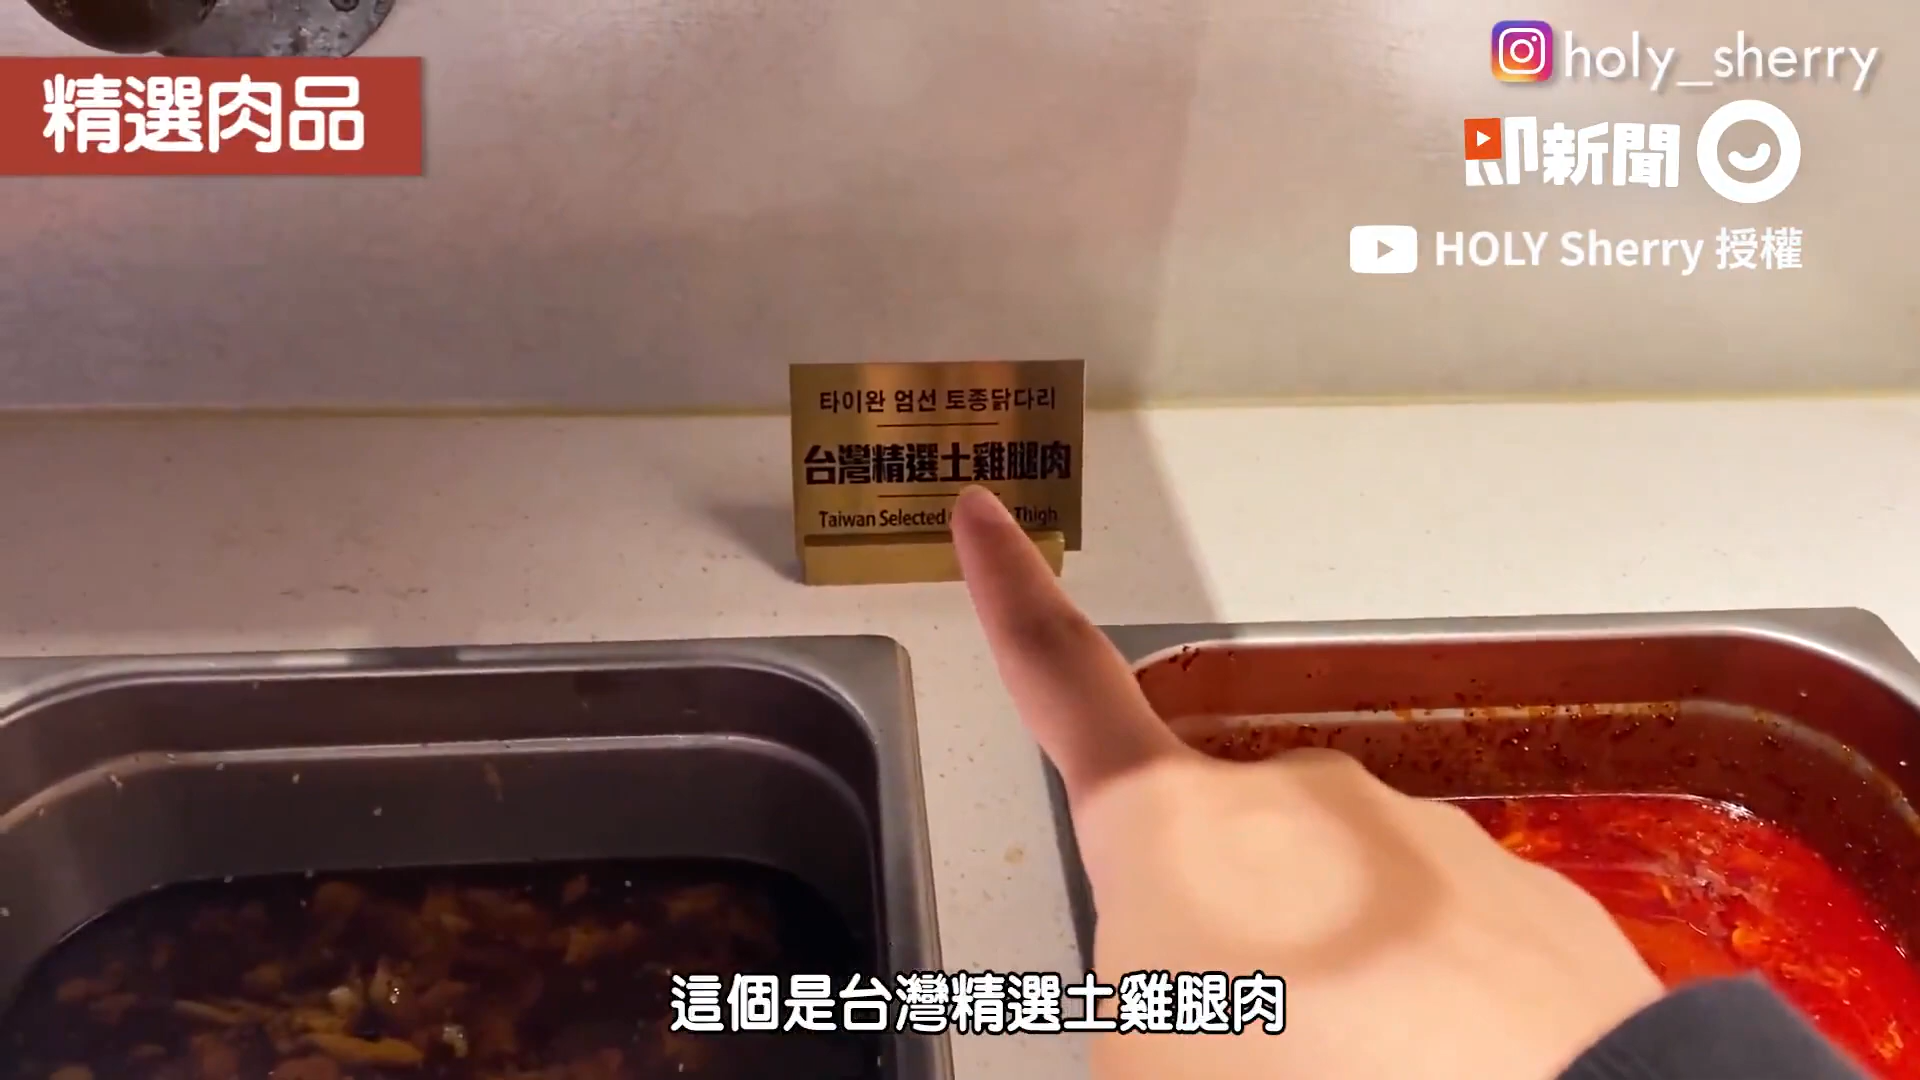 精選肉品
holy_sherry
即新聞
HOLY Sherry 授權
타이완 엄선 토종닭다리
台灣精選土雞腿肉
Taiwan Selected Thigh
這個是台灣精選土雞腿肉